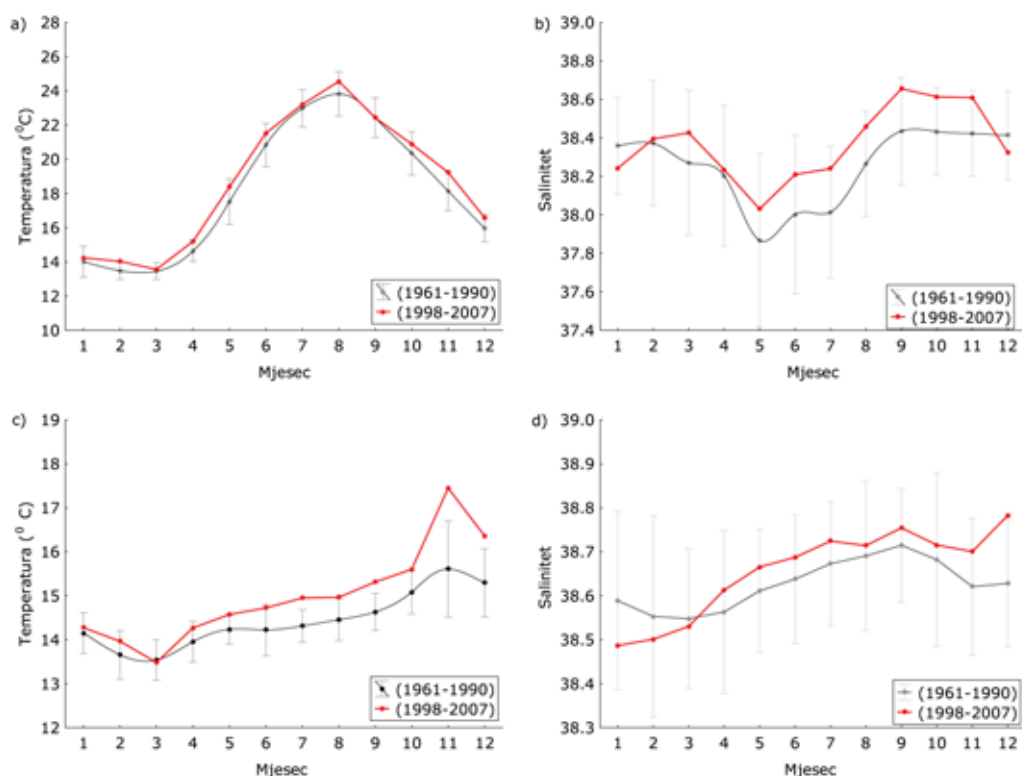 a)
Temperatura (⁰C)
28
26
24
22
20
18
16
14
12
10
1 2 3 4 5 6 7 8 9 10 11 12
Mjesec
(1961-1990)
(1998-2007)
b)
Salinitet
39.0
38.8
38.6
38.4
38.2
38.0
37.8
37.6
37.4
1 2 3 4 5 6 7 8 9 10 11 12
Mjesec
(1961-1990)
(1998-2007)
c)
Temperatura (⁰ C)
19
18
17
16
15
14
13
12
1 2 3 4 5 6 7 8 9 10 11 12
Mjesec
(1961-1990)
(1998-2007)
d)
Salinitet
39.0
38.9
38.8
38.7
38.6
38.5
38.4
38.3
1 2 3 4 5 6 7 8 9 10 11 12
Mjesec
(1961-1990)
(1998-2007)